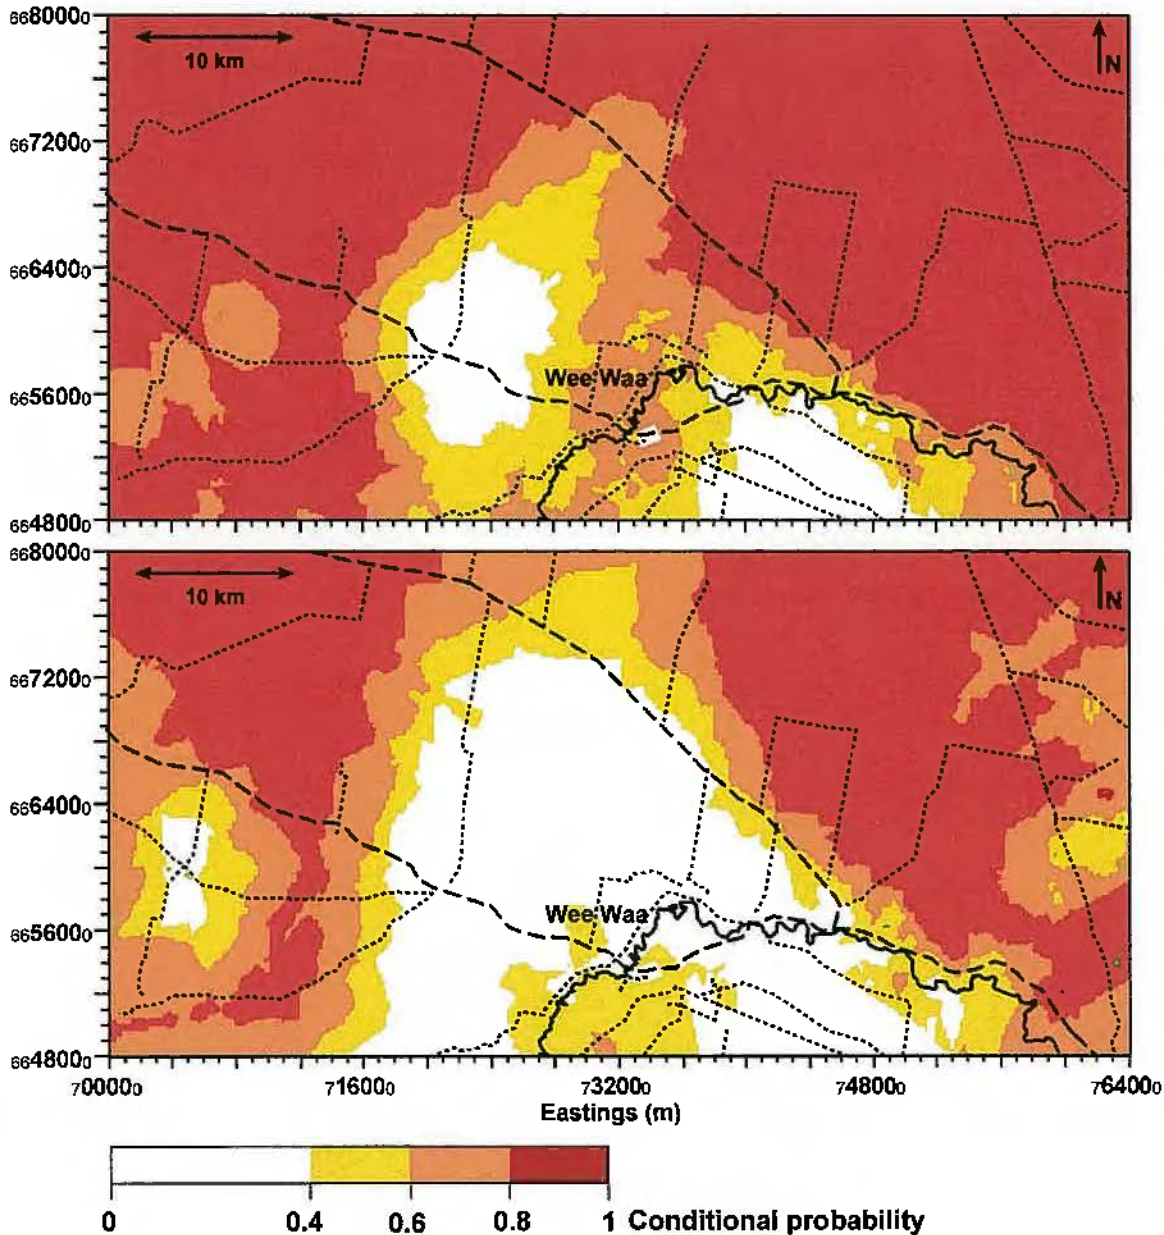 668000₀
10 km
N
667200₀
666400₀
Wee Waa
665600₀
664800₀
668000₀
10 km
N
667200₀
666400₀
Wee Waa
665600₀
664800₀
700000 716000 732000 748000 764000
Eastings (m)
0 0.4 0.6 0.8 1 Conditional probability